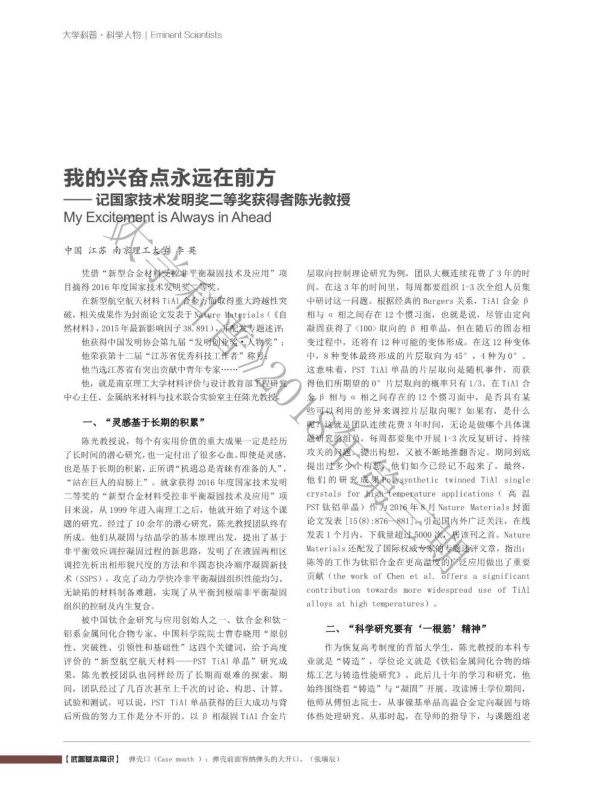 大学科普·科学人物 | Eminent Scientists
我的兴奋点永远在前方
—— 记国家技术发明奖二等奖获得者陈光教授
My Excitement is Always in Ahead
中国 江苏 南京理工大学 李 英
凭借“新型合金材料受控非平衡凝固技术及应用”项
目摘得2016年度国家技术发明奖二等奖。
在新型航空航天材料TiAl合金方面取得重大跨越性突
破，相关成果作为封面论文发表于Nature Materials（《自
然材料》，2015年最新影响因子38.891），并配发专题述评；
他获得中国发明协会第九届“发明创业奖·人物奖”；
他荣获第十二届“江苏省优秀科技工作者”称号；
他当选江苏省有突出贡献中青年专家……
他，就是南京理工大学材料评价与设计教育部工程研究
中心主任、金属纳米材料与技术联合实验室主任陈光教授。
一、“灵感基于长期的积累”
陈光教授说，每个有实用价值的重大成果一定是经历
了长时间的潜心研究，也一定付出了很多心血。即使是灵感，
也是基于长期的积累，正所谓“机遇总是青睐有准备的人”，
“站在巨人的肩膀上”。就拿获得2016年度国家技术发明
二等奖的“新型合金材料受控非平衡凝固技术及应用”项
目来说，从1999年进入南理工之后，他就开始了对这个课
题的研究。经过了10余年的潜心研究，陈光教授团队终有
所成。他们从凝固与结晶学的基本原理出发，提出了基于
非平衡效应调控凝固过程的新思路，发明了在液固两相区
调控先析出相形貌尺度的方法和半固态快冷顺序凝固新技
术（SSPS），攻克了动力学快冷非平衡凝固组织性能均匀、
无缺陷的材料制备难题，实现了从平衡到极端非平衡凝固
组织的控制及内生复合。
被中国钛合金研究与应用创始人之一、钛合金和钛-
铝系金属间化合物专家、中国科学院院士曹春晓用“原创
性、突破性、引领性和基础性”这四个关键词，给予高度
评价的“新型航空航天材料——PST TiAl单晶”研究成
果，陈光教授团队也同样经历了长期而艰难的探索。期
间，团队经过了几百次甚至上千次的讨论、构思、计算、
试验和测试。可以说，PST TiAl单晶获得的巨大成功与背
后所做的努力工作是分不开的。以β相凝固TiAl合金片
层取向控制理论研究为例，团队大概连续花费了3年的时
间。在这3年的时间里，每周都要组织1-3次全组人员集
中研讨这一问题。根据经典的Burgers关系，TiAl合金β
相与α相之间存在12个惯习面，也就是说，尽管由定向
凝固获得了<100>取向的β相单晶，但在随后的固态相
变过程中，还将有12种可能的变体形成。在这12种变体
中，8种变体最终形成的片层取向为45°，4种为0°。
这意味着，PST TiAl单晶的片层取向是随机事件，而获
得他们所期望的0°片层取向的概率只有1/3。在TiAl合
金β相与α相之间存在的12个惯习面中，是否具有某
些可以利用的差异来调控片层取向呢？如果有，是什么
呢？这就是团队连续花费3年时间，无论是做哪个具体课
题研究的组员，每周都要集中开展1-3次反复研讨、持续
攻关的问题。提出构想，又被不断地推翻否定。期间到底
提出过多少个构想，他们如今已经记不起来了。最终，
他们的研究成果Polysynthetic twinned TiAl single
crystals for high-temperature applications（高温
PST钛铝单晶）作为2016年8月Nature Materials封面
论文发表[15(8):876—881]，引起国内外广泛关注，在线
发表1个月内，下载量超过5000次，居该刊之首。Nature
Materials还配发了国际权威专家的专题述评文章，指出：
陈等的工作为钛铝合金在更高温度的广泛应用做出了重要
贡献（the work of Chen et al. offers a significant
contribution towards more widespread use of TiAl
alloys at high temperatures）。
二、“科学研究要有‘一根筋’精神”
作为恢复高考制度的首届大学生，陈光教授的本科专
业就是“铸造”，学位论文就是《铁铝金属间化合物的熔
炼工艺与铸造性能研究》。此后几十年的学习和研究，他
始终围绕着“铸造”与“凝固”开展。攻读博士学位期间，
他师从傅恒志院士，从事镍基单晶高温合金定向凝固与熔
体热处理研究。从那时起，在导师的指导下，与课题组老
《大学科普》2018年第二期
【武器基本常识】 弹壳口（Case mouth）：弹壳前面容纳弹头的大开口。（张瑞辰）